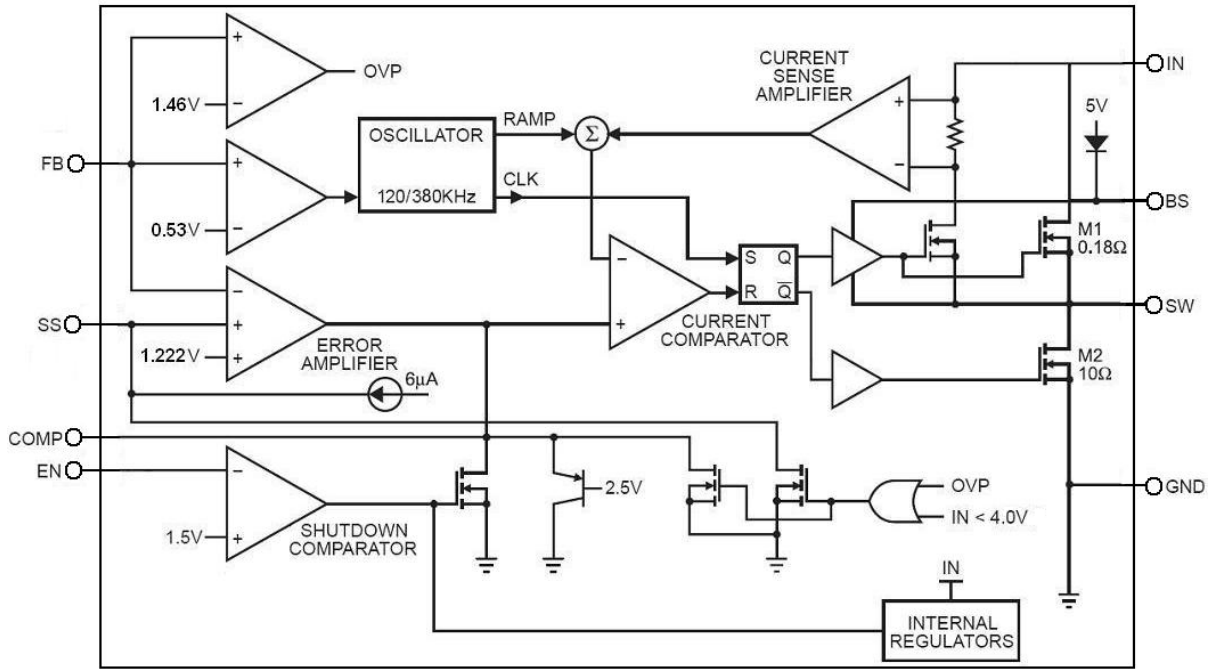 +
OVP
1.46V
−
FB
+
0.53V
−
OSCILLATOR
120/380KHz
RAMP
CLK
Σ
CURRENT
SENSE
AMPLIFIER
+
−
IN
5V
BS
M1
0.18Ω
SW
M2
10Ω
GND
−
SS
+
1.222V
+
ERROR
AMPLIFIER
6µA
−
+
CURRENT
COMPARATOR
S Q
R Q̅
COMP
EN
−
1.5V
+
SHUTDOWN
COMPARATOR
2.5V
OVP
IN < 4.0V
IN
INTERNAL
REGULATORS